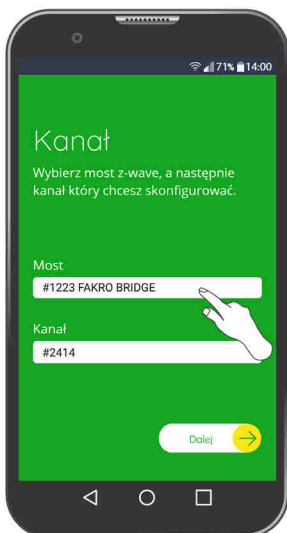 71% 14:00
Kanał
Wybierz most z-wave, a następnie
kanał który chcesz skonfigurować.
Most
#1223 FAKRO BRIDGE
Kanał
#2414
Dalej